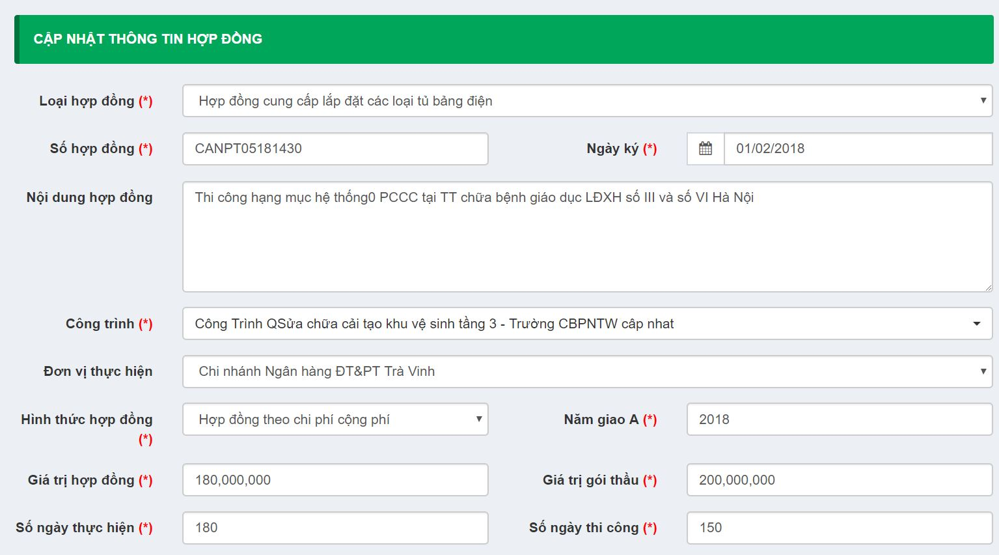 CẬP NHẬT THÔNG TIN HỢP ĐỒNG
Loại hợp đồng (*) Hợp đồng cung cấp lắp đặt các loại tủ bảng điện
Số hợp đồng (*) CANPT05181430 Ngày ký (*) 01/02/2018
Nội dung hợp đồng Thi công hạng mục hệ thống0 PCCC tại TT chữa bệnh giáo dục LĐXH số III và số VI Hà Nội
Công trình (*) Công Trình QSửa chữa cải tạo khu vệ sinh tầng 3 - Trường CBPNTW câp nhat
Đơn vị thực hiện Chi nhánh Ngân hàng ĐT&PT Trà Vinh
Hình thức hợp đồng (*) Hợp đồng theo chi phí cộng phí Năm giao A (*) 2018
Giá trị hợp đồng (*) 180,000,000 Giá trị gói thầu (*) 200,000,000
Số ngày thực hiện (*) 180 Số ngày thi công (*) 150